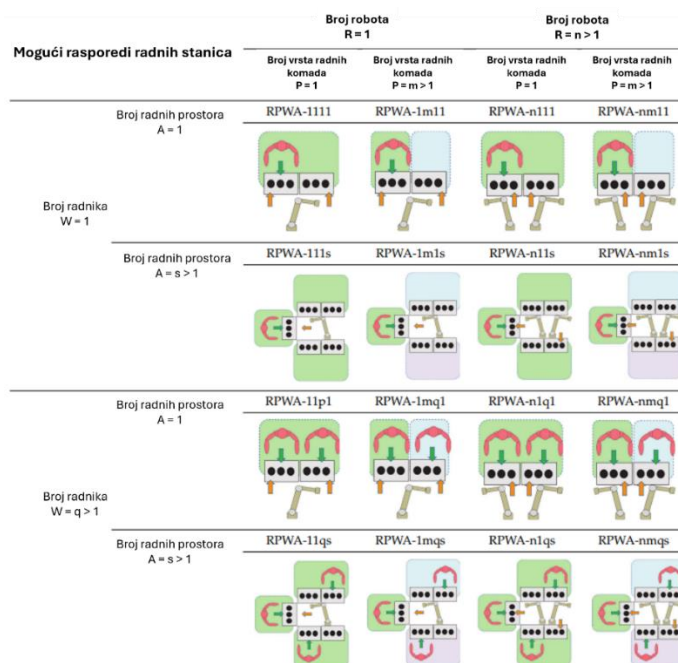 Mogući rasporedi radnih stanica
Broj robota
R = 1
Broj robota
R = n > 1
Broj vrsta radnih
komada
P = 1
Broj vrsta radnih
komada
P = m > 1
Broj vrsta radnih
komada
P = 1
Broj vrsta radnih
komada
P = m > 1
Broj radnika
W = 1
Broj radnih prostora
A = 1
RPWA-1111
RPWA-1m11
RPWA-n111
RPWA-nm11
Broj radnih prostora
A = s > 1
RPWA-111s
RPWA-1m1s
RPWA-n11s
RPWA-nm1s
Broj radnika
W = q > 1
Broj radnih prostora
A = 1
RPWA-11p1
RPWA-1mq1
RPWA-n1q1
RPWA-nmq1
Broj radnih prostora
A = s > 1
RPWA-11qs
RPWA-1mqs
RPWA-n1qs
RPWA-nmqs